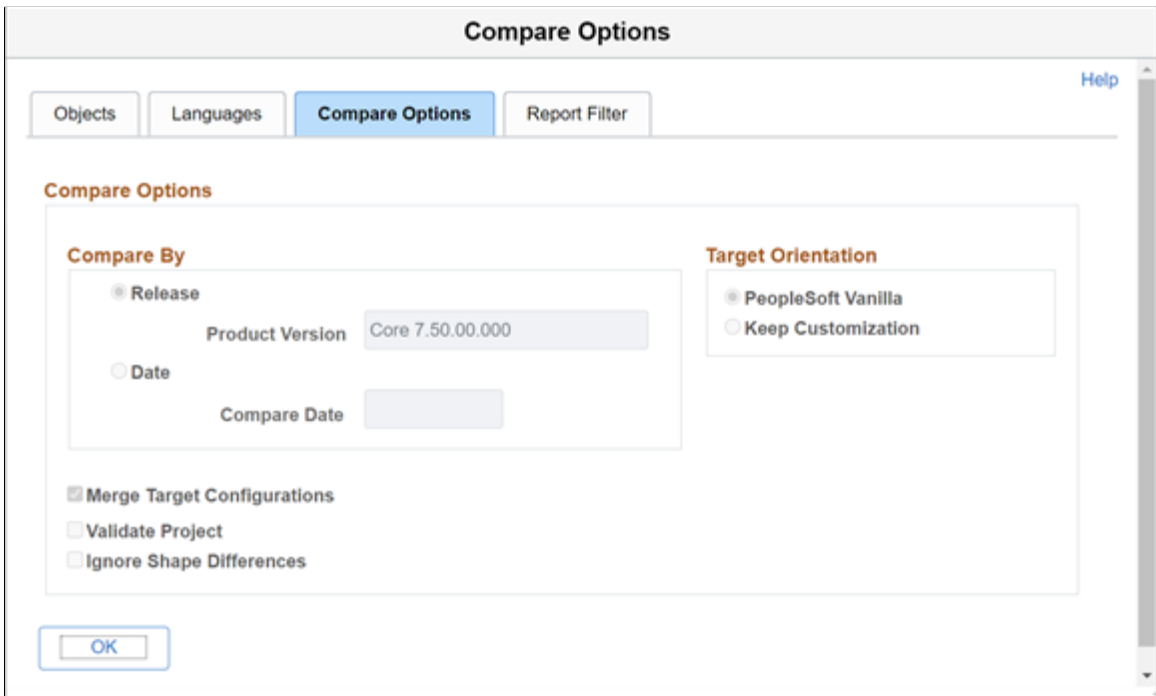 Compare Options
Help
Objects
Languages
Compare Options
Report Filter
Compare Options
Compare By
Release
Product Version
Core 7.50.00.000
Date
Compare Date
Target Orientation
PeopleSoft Vanilla
Keep Customization
Merge Target Configurations
Validate Project
Ignore Shape Differences
OK